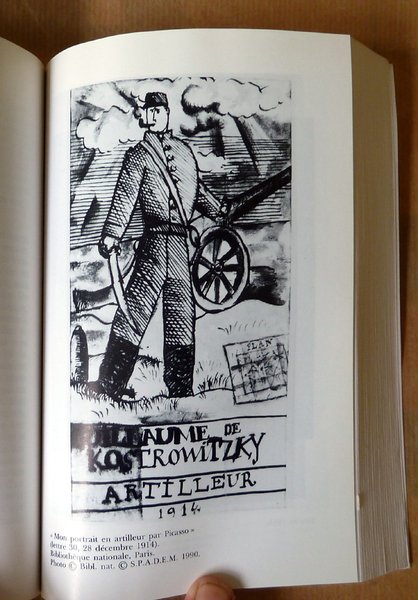 PLAN
GUILLAUME DE
KOSTROWITZKY
ARTILLEUR
1914
« Mon portrait en artilleur par Picasso »
(lettre 30, 28 décembre 1914).
Bibliothèque nationale, Paris.
Photo © Bibl. nat. © S.P.A.D.E.M. 1990.